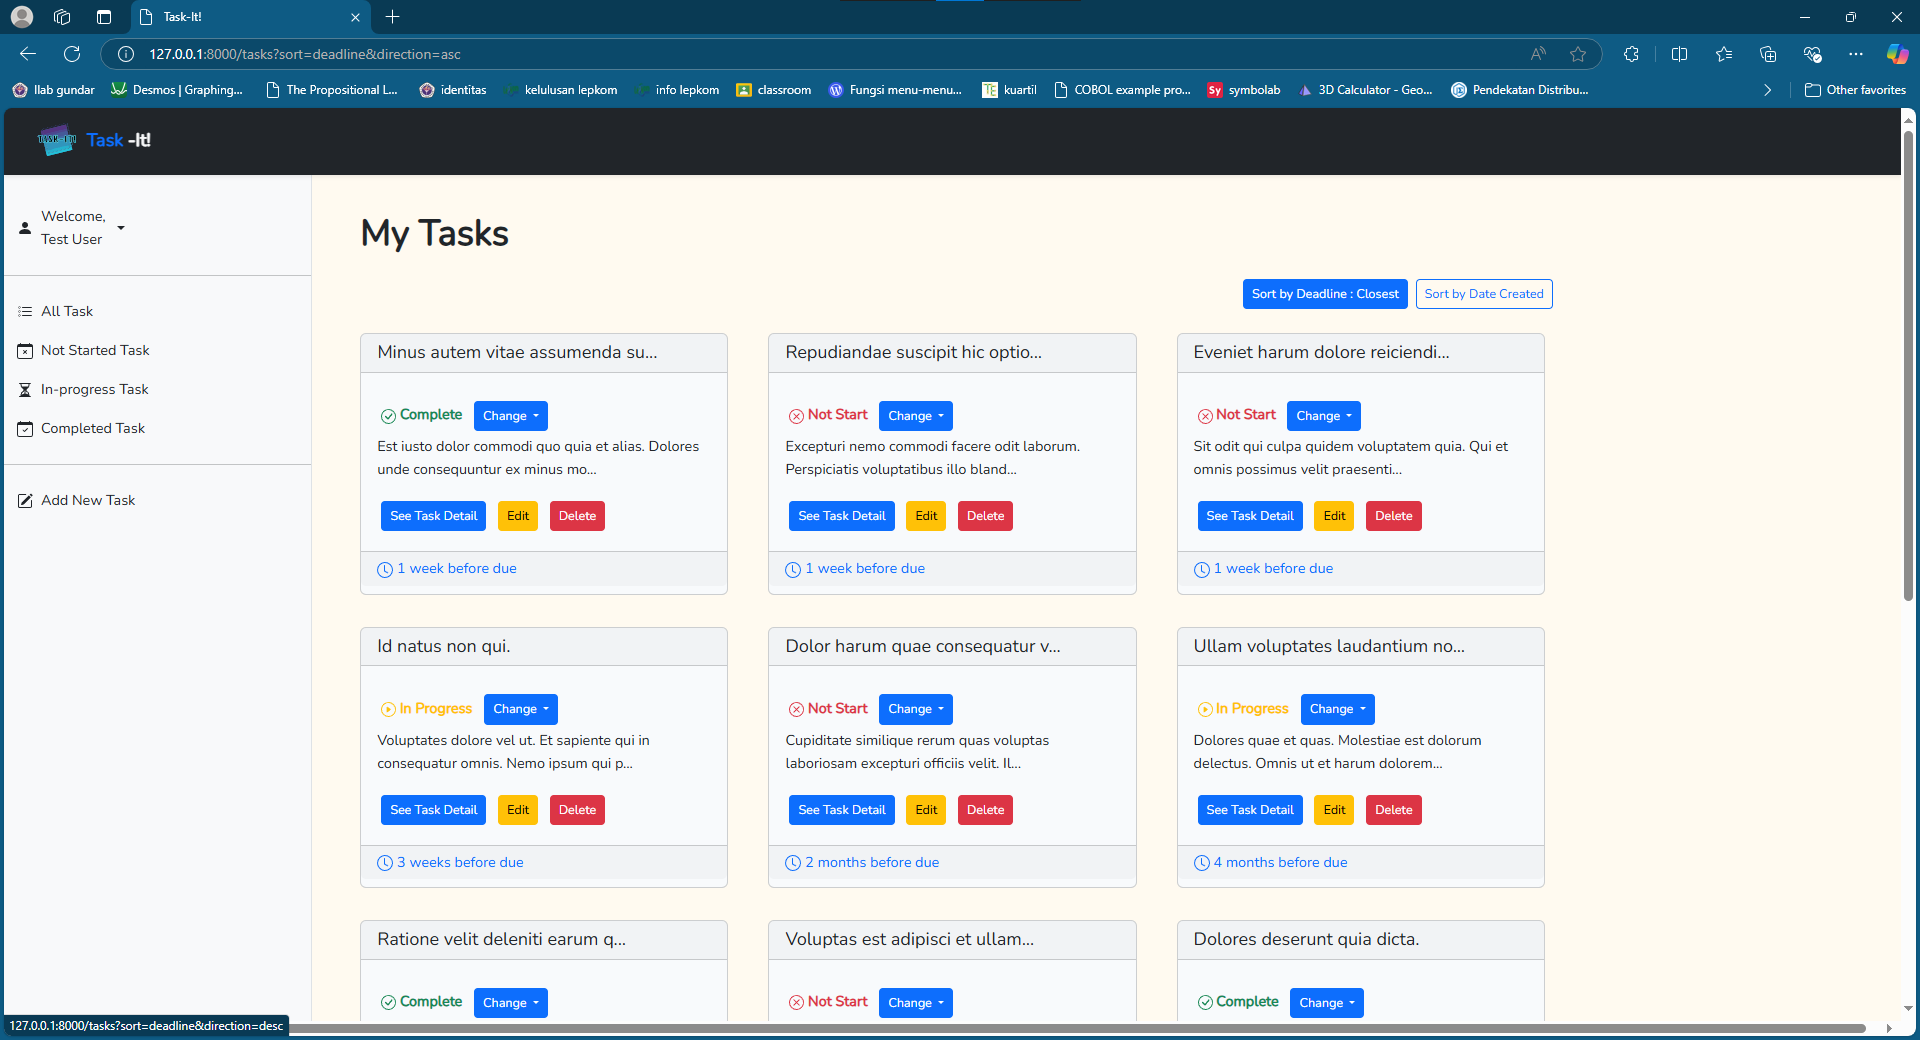 Task-It!
127.0.0.1:8000/tasks?sort=deadline&direction=asc
Ilab gundar
Desmos | Graphing...
The Propositional L...
identitas
kelulusan lepkom
info lepkom
classroom
Fungsi menu-menu...
kuartil
COBOL example pro...
Sy symbolab
3D Calculator - Geo...
Pendekatan Distribu...
Other favorites
TASK-IT!
Task -It!
Welcome,
Test User
All Task
Not Started Task
In-progress Task
Completed Task
Add New Task
My Tasks
Sort by Deadline : Closest
Sort by Date Created
Minus autem vitae assumenda su...
Complete
Change
Est iusto dolor commodi quo quia et alias. Dolores
unde consequuntur ex minus mo...
See Task Detail
Edit
Delete
1 week before due
Repudiandae suscipit hic optio...
Not Start
Change
Excepturi nemo commodi facere odit laborum.
Perspiciatis voluptatibus illo bland...
See Task Detail
Edit
Delete
1 week before due
Eveniet harum dolore reiciendi...
Not Start
Change
Sit odit qui culpa quidem voluptatem quia. Qui et
omnis possimus velit praesenti...
See Task Detail
Edit
Delete
1 week before due
Id natus non qui.
In Progress
Change
Voluptates dolore vel ut. Et sapiente qui in
consequatur omnis. Nemo ipsum qui p...
See Task Detail
Edit
Delete
3 weeks before due
Dolor harum quae consequatur v...
Not Start
Change
Cupiditate similique rerum quas voluptas
laboriosam excepturi officiis velit. Il...
See Task Detail
Edit
Delete
2 months before due
Ullam voluptates laudantium no...
In Progress
Change
Dolores quae et quas. Molestiae est dolorum
delectus. Omnis ut et harum dolorem...
See Task Detail
Edit
Delete
4 months before due
Ratione velit deleniti earum q...
Complete
Change
Voluptas est adipisci et ullam...
Not Start
Change
Dolores deserunt quia dicta.
Complete
Change
127.0.0.1:8000/tasks?sort=deadline&direction=desc